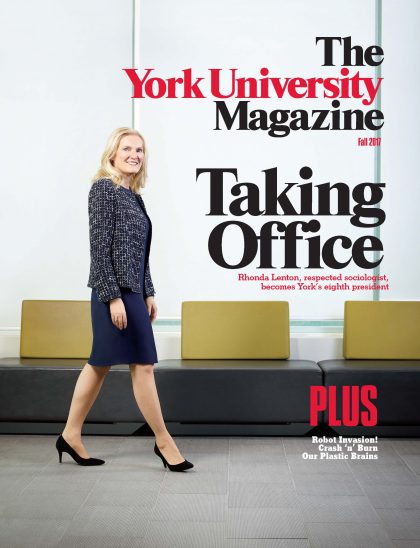 The
York University
Magazine
Fall 2017
Taking
Office
Rhonda Lenton, respected sociologist,
becomes York's eighth president
PLUS
Robot Invasion!
Crash 'n' Burn
Our Plastic Brains